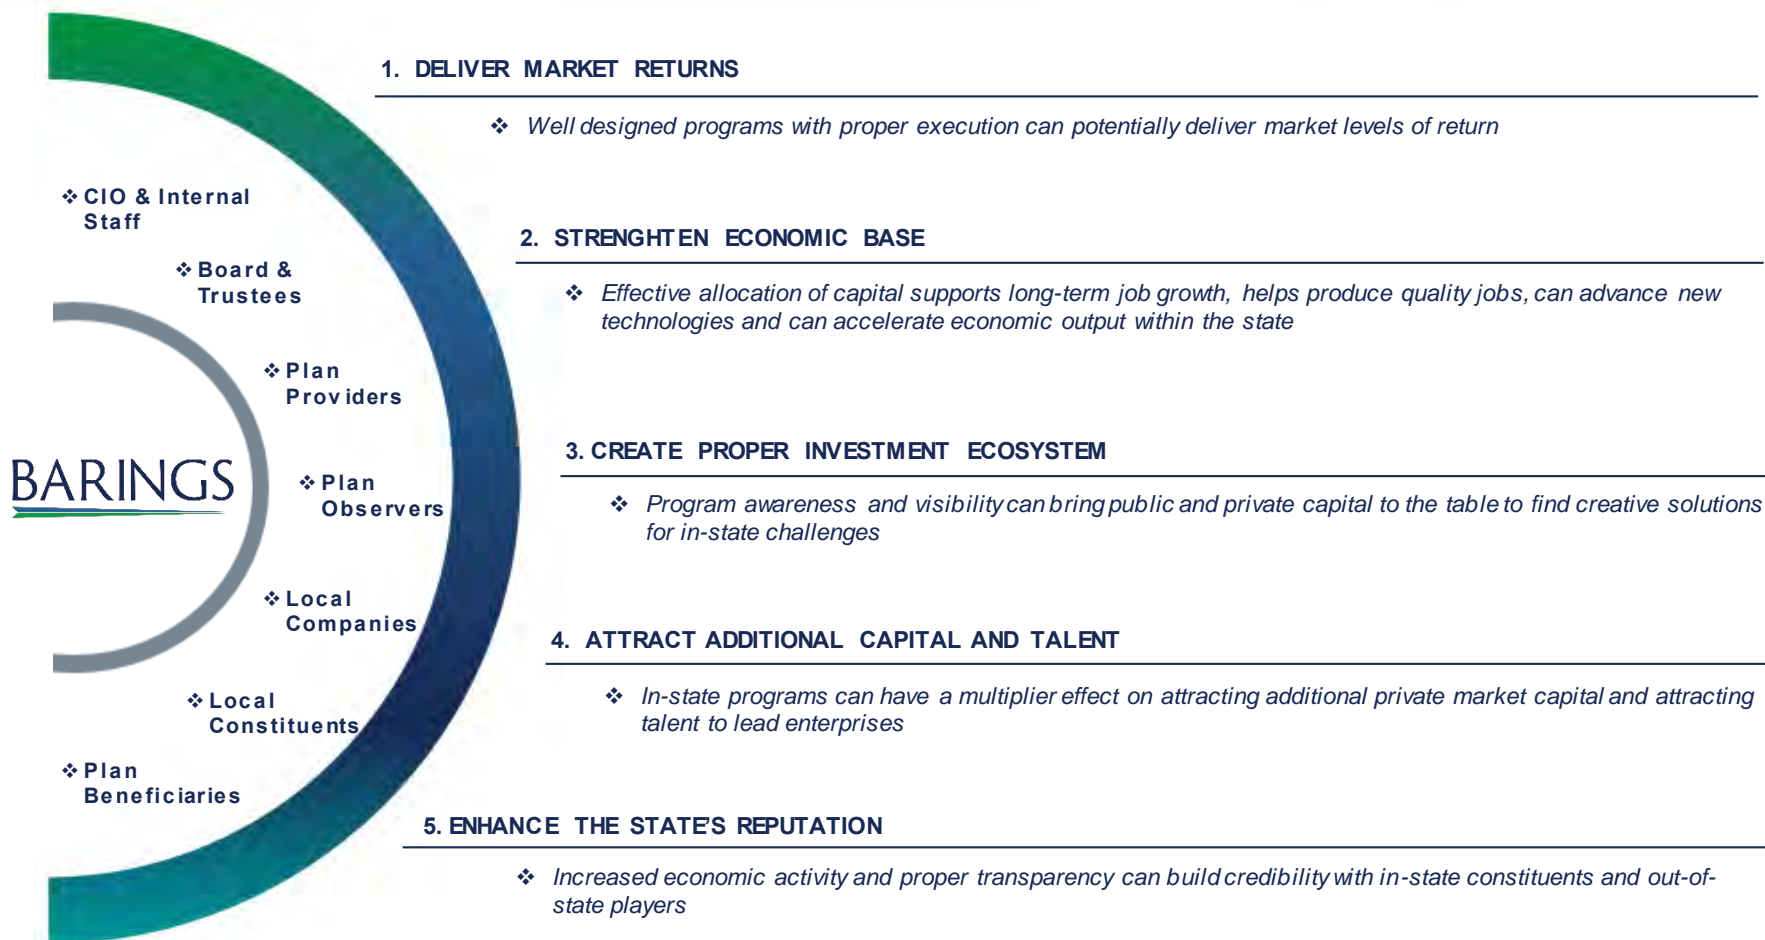 1. DELIVER MARKET RETURNS
❖ Well designed programs with proper execution can potentially deliver market levels of return
❖ CIO & Internal
Staff
❖ Board &
Trustees
❖ Plan
Providers
BARINGS
❖ Plan
Observers
❖ Local
Companies
❖ Local
Constituents
❖ Plan
Beneficiaries
2. STRENGHTEN ECONOMIC BASE
❖ Effective allocation of capital supports long-term job growth, helps produce quality jobs, can advance new
technologies and can accelerate economic output within the state
3. CREATE PROPER INVESTMENT ECOSYSTEM
❖ Program awareness and visibility can bring public and private capital to the table to find creative solutions
for in-state challenges
4. ATTRACT ADDITIONAL CAPITAL AND TALENT
❖ In-state programs can have a multiplier effect on attracting additional private market capital and attracting
talent to lead enterprises
5. ENHANCE THE STATE'S REPUTATION
❖ Increased economic activity and proper transparency can build credibility with in-state constituents and out-of-
state players